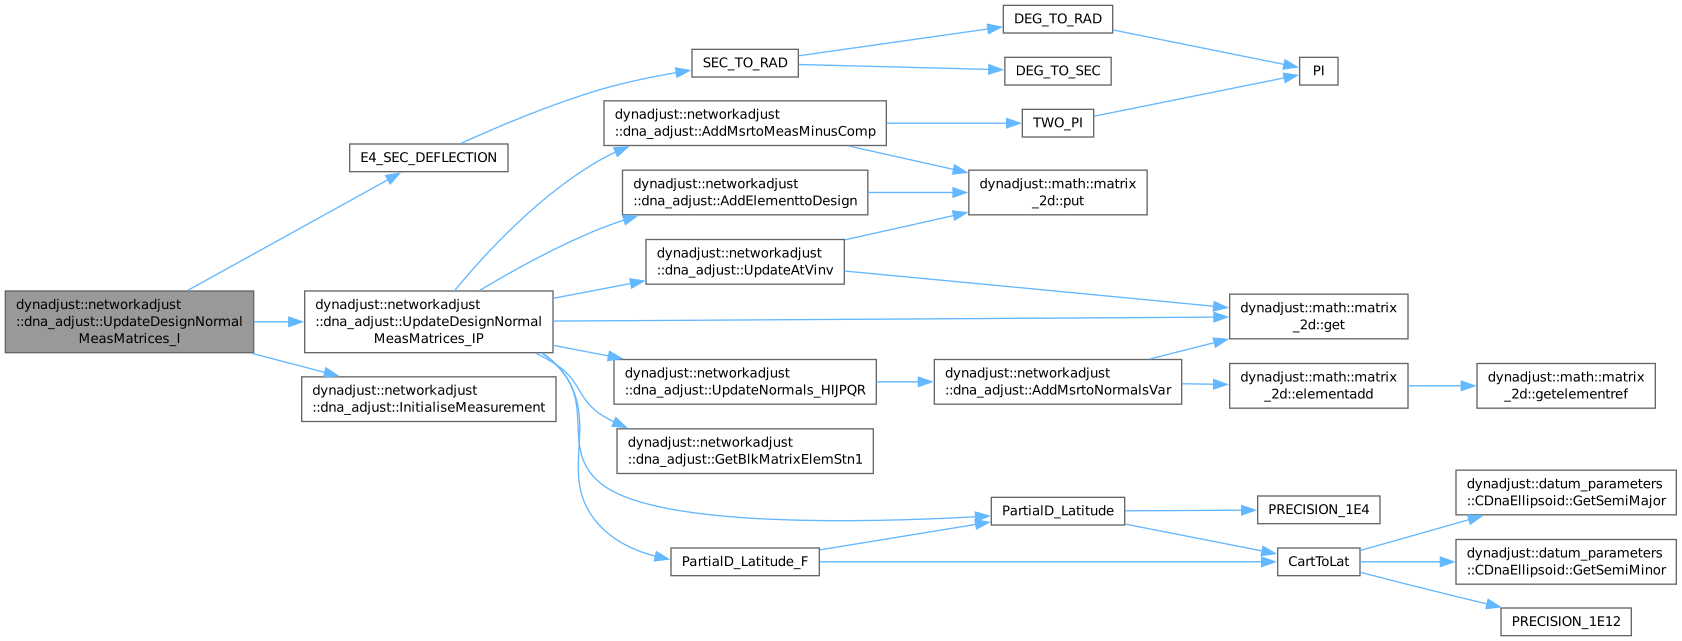 dynadjust::networkadjust
::dna_adjust::UpdateDesignNormal
MeasMatrices_I
E4_SEC_DEFLECTION
dynadjust::networkadjust
::dna_adjust::UpdateDesignNormal
MeasMatrices_IP
dynadjust::networkadjust
::dna_adjust::InitialiseMeasurement
SEC_TO_RAD
dynadjust::networkadjust
::dna_adjust::AddMsrtoMeasMinusComp
dynadjust::networkadjust
::dna_adjust::AddElementtoDesign
dynadjust::networkadjust
::dna_adjust::UpdateAtVinv
dynadjust::networkadjust
::dna_adjust::UpdateNormals_HIJPQR
dynadjust::networkadjust
::dna_adjust::GetBlkMatrixElemStn1
PartialD_Latitude_F
DEG_TO_RAD
DEG_TO_SEC
TWO_PI
dynadjust::math::matrix
_2d::put
dynadjust::networkadjust
::dna_adjust::AddMsrtoNormalsVar
PartialD_Latitude
PI
dynadjust::math::matrix
_2d::get
dynadjust::math::matrix
_2d::elementadd
PRECISION_1E4
CartToLat
dynadjust::math::matrix
_2d::getelementref
dynadjust::datum_parameters
::CDnaEllipsoid::GetSemiMajor
dynadjust::datum_parameters
::CDnaEllipsoid::GetSemiMinor
PRECISION_1E12